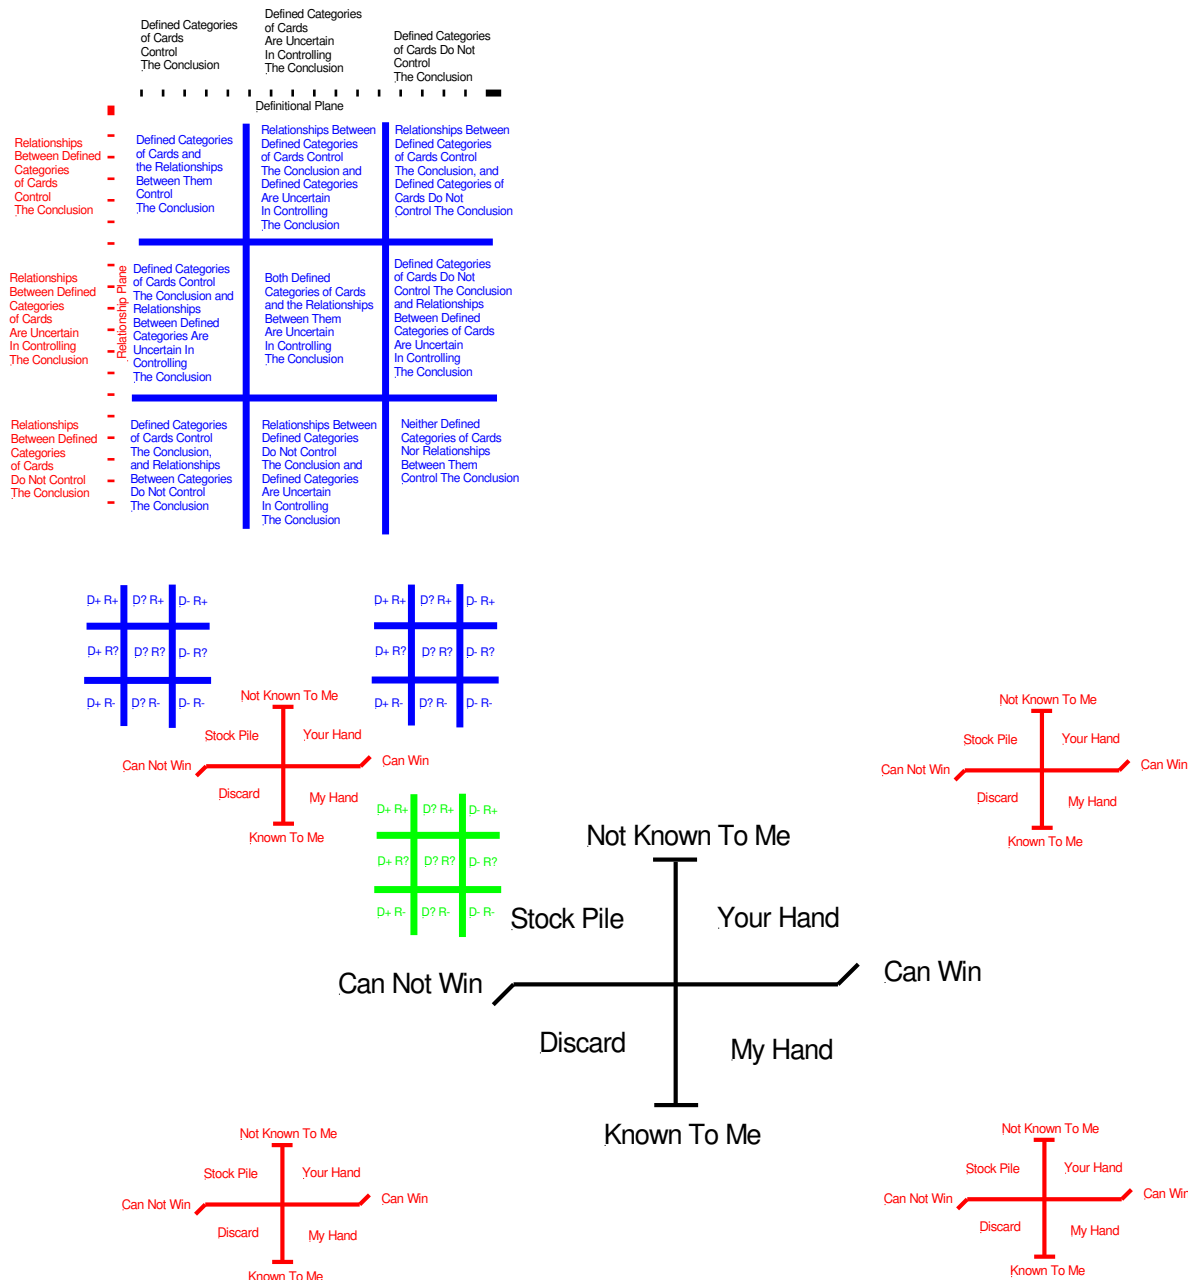 Defined Categories
of Cards
Control
The Conclusion
Defined Categories
of Cards
Are Uncertain
In Controlling
The Conclusion
Defined Categories
of Cards Do Not
Control
The Conclusion
Definitional Plane
Relationships
Between Defined
Categories
of Cards
Control
The Conclusion
Defined Categories
of Cards and
the Relationships
Between Them
Control
The Conclusion
Relationships Between
Defined Categories
of Cards Control
The Conclusion and
Defined Categories
Are Uncertain
In Controlling
The Conclusion
Relationships Between
Defined Categories
of Cards Control
The Conclusion, and
Defined Categories of
Cards Do Not
Control The Conclusion
Relationships
Between Defined
Categories
of Cards
Are Uncertain
In Controlling
The Conclusion
Relationship Plane
Defined Categories
of Cards Control
The Conclusion and
Relationships
Between Defined
Categories Are
Uncertain In
Controlling
The Conclusion
Both Defined
Categories of Cards
and the Relationships
Between Them
Are Uncertain
In Controlling
The Conclusion
Defined Categories
of Cards Do Not
Control The Conclusion
and Relationships
Between Defined
Categories of Cards
Are Uncertain
In Controlling
The Conclusion
Relationships
Between Defined
Categories
of Cards
Do Not Control
The Conclusion
Defined Categories
of Cards Control
The Conclusion,
and Relationships
Between Categories
Do Not Control
The Conclusion
Relationships Between
Defined Categories
Do Not Control
The Conclusion and
Defined Categories
Are Uncertain
In Controlling
The Conclusion
Neither Defined
Categories of Cards
Nor Relationships
Between Them
Control The Conclusion
D+ R+ D? R+ D- R+
D+ R? D? R? D- R?
D+ R- D? R- D- R-
D+ R+ D? R+ D- R+
D+ R? D? R? D- R?
D+ R- D? R- D- R-
Not Known To Me
Stock Pile Your Hand
Can Not Win Can Win
Discard My Hand
Known To Me
Not Known To Me
Stock Pile Your Hand
Can Not Win Can Win
Discard My Hand
Known To Me
D+ R+ D? R+ D- R+
D+ R? D? R? D- R?
D+ R- D? R- D- R-
Not Known To Me
Stock Pile Your Hand
Can Not Win Can Win
Discard My Hand
Known To Me
Not Known To Me
Stock Pile Your Hand
Can Not Win Can Win
Discard My Hand
Known To Me
Not Known To Me
Stock Pile Your Hand
Can Not Win Can Win
Discard My Hand
Known To Me